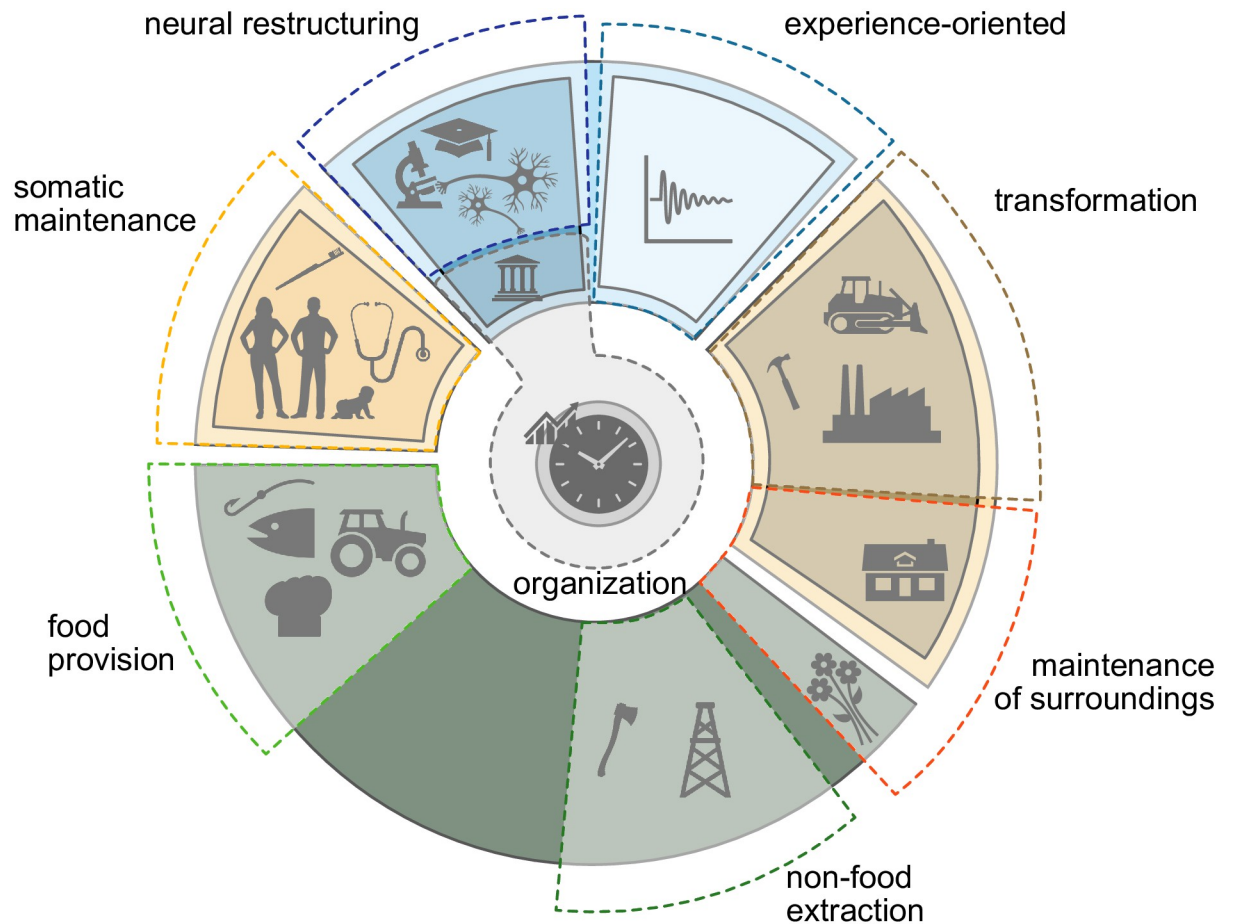 neural restructuring
experience-oriented
somatic
maintenance
transformation
organization
food
provision
maintenance
of surroundings
non-food
extraction